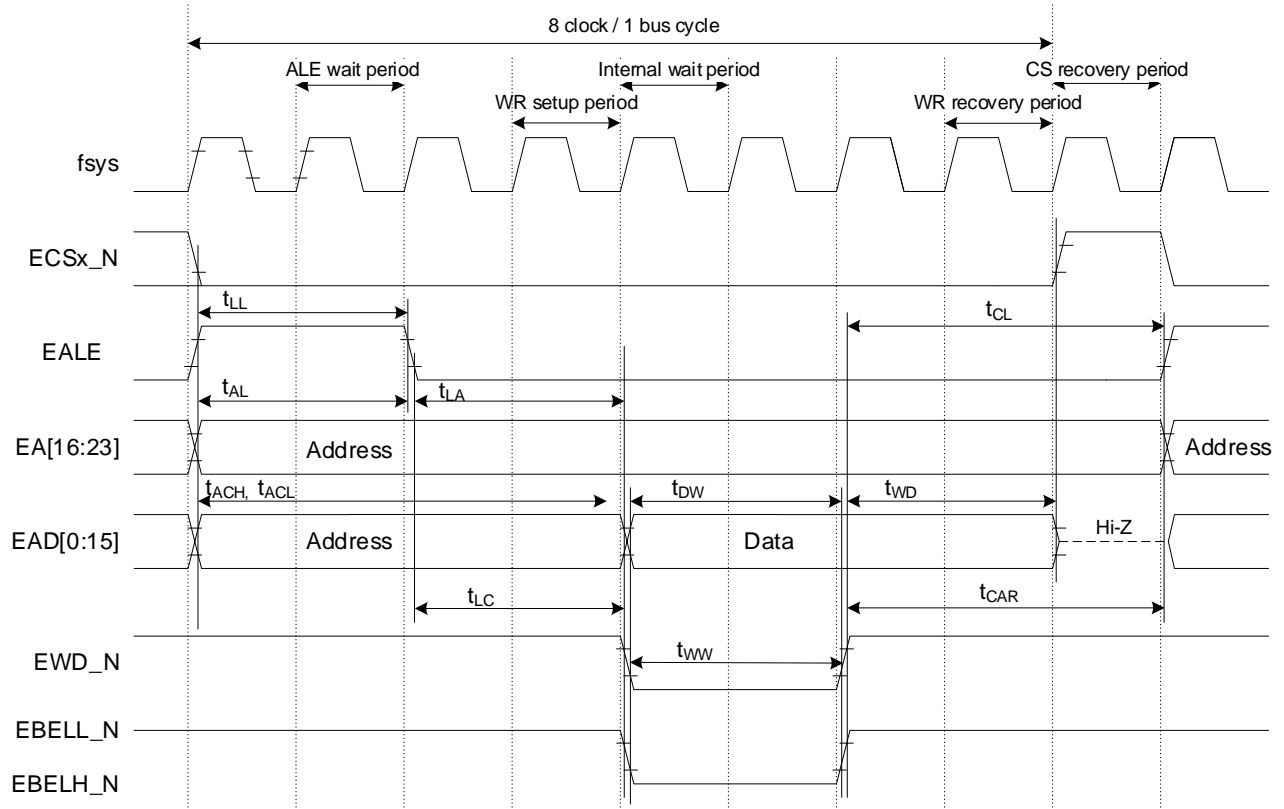 8 clock / 1 bus cycle
ALE wait period
Internal wait period
CS recovery period
WR setup period
WR recovery period
fsys
ECSx_N
tLL
tCL
EALE
tAL
tLA
EA[16:23]
Address
Address
tACH, tACL
tDW
tWD
EAD[0:15]
Address
Data
Hi-Z
tLC
tCAR
EWD_N
tWW
EBELL_N
EBELH_N